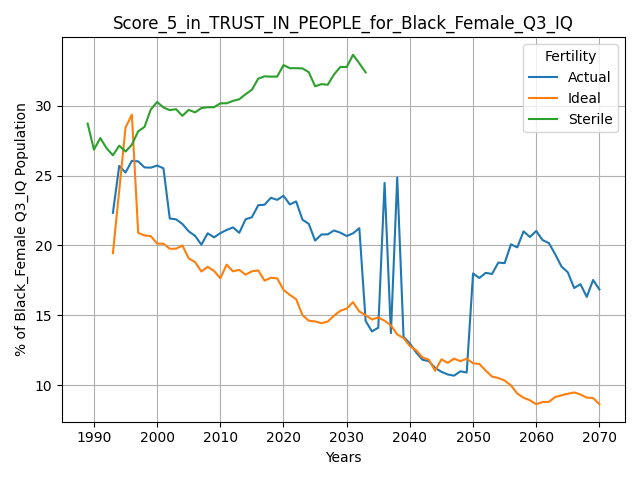 Score_5_in_TRUST_IN_PEOPLE_for_Black_Female_Q3_IQ
Fertility
Actual
Ideal
Sterile
% of Black_Female Q3_IQ Population
30
25
20
15
10
1990 2000 2010 2020 2030 2040 2050 2060 2070
Years